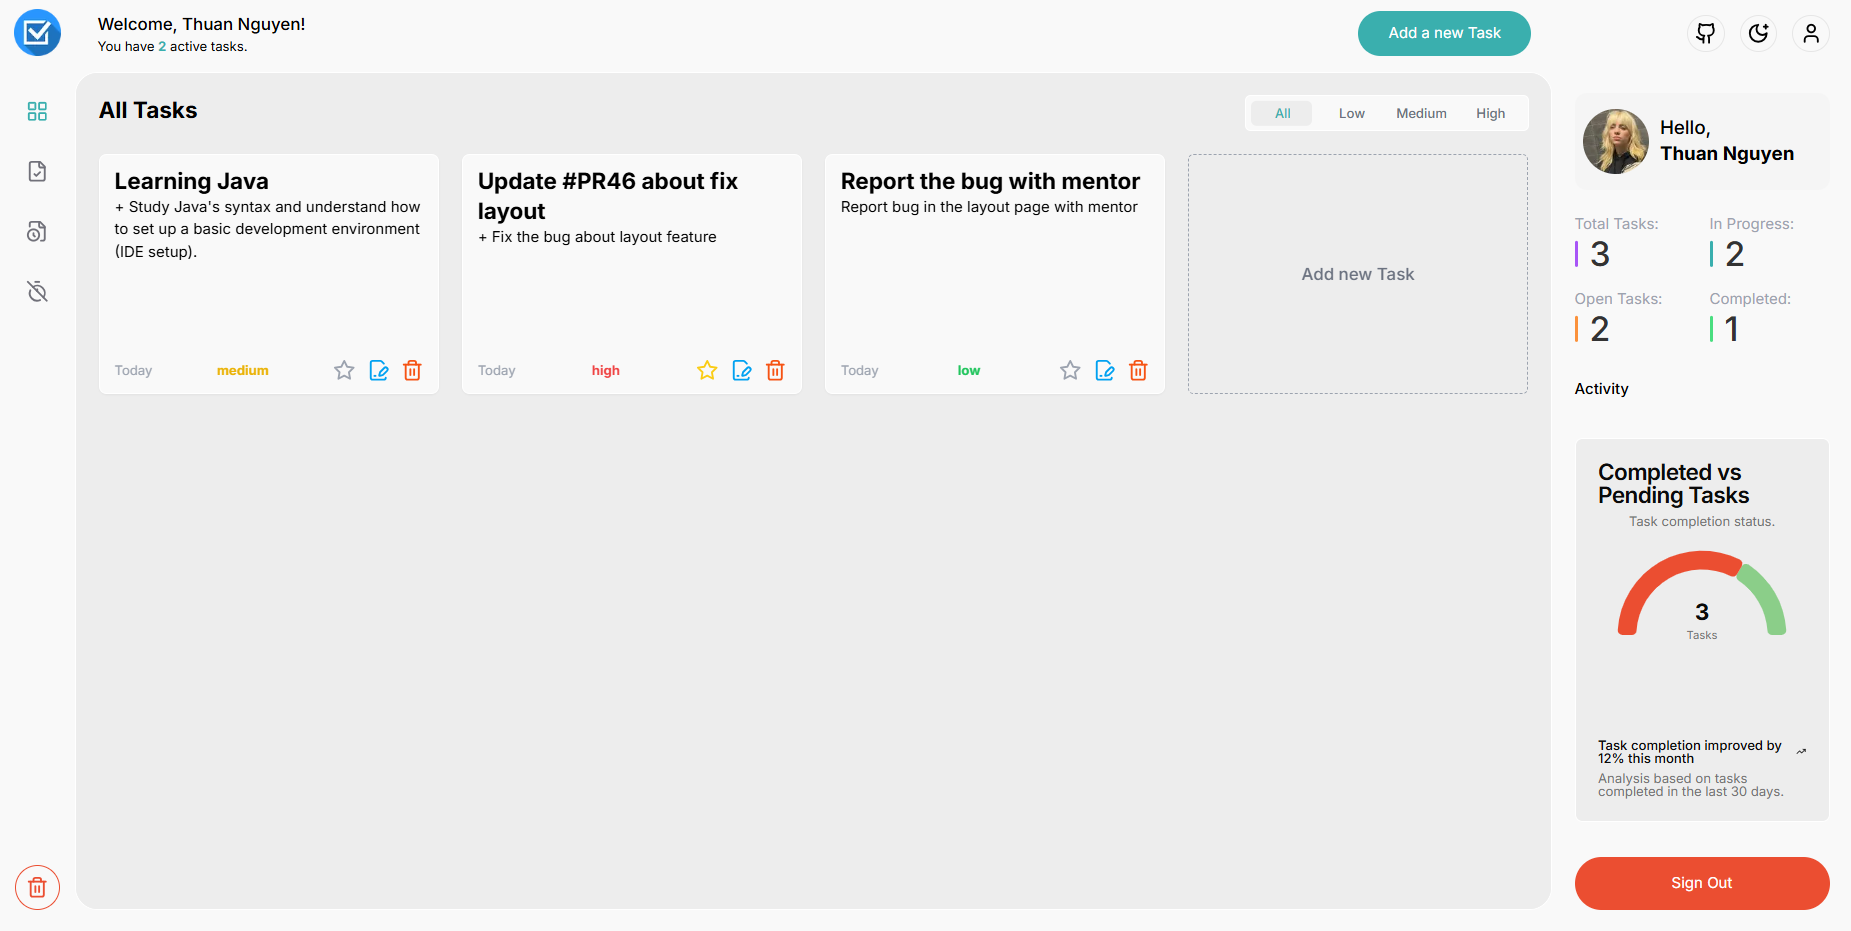 Welcome, Thuan Nguyen!
You have 2 active tasks.
Add a new Task
All Tasks
All
Low
Medium
High
Learning Java
+ Study Java's syntax and understand how
to set up a basic development environment
(IDE setup).
Today
medium
Update #PR46 about fix
layout
+ Fix the bug about layout feature
Today
high
Report the bug with mentor
Report bug in the layout page with mentor
Today
low
Add new Task
Hello,
Thuan Nguyen
Total Tasks:
3
In Progress:
2
Open Tasks:
2
Completed:
1
Activity
Completed vs
Pending Tasks
Task completion status.
3
Tasks
Task completion improved by
12% this month
Analysis based on tasks
completed in the last 30 days.
Sign Out